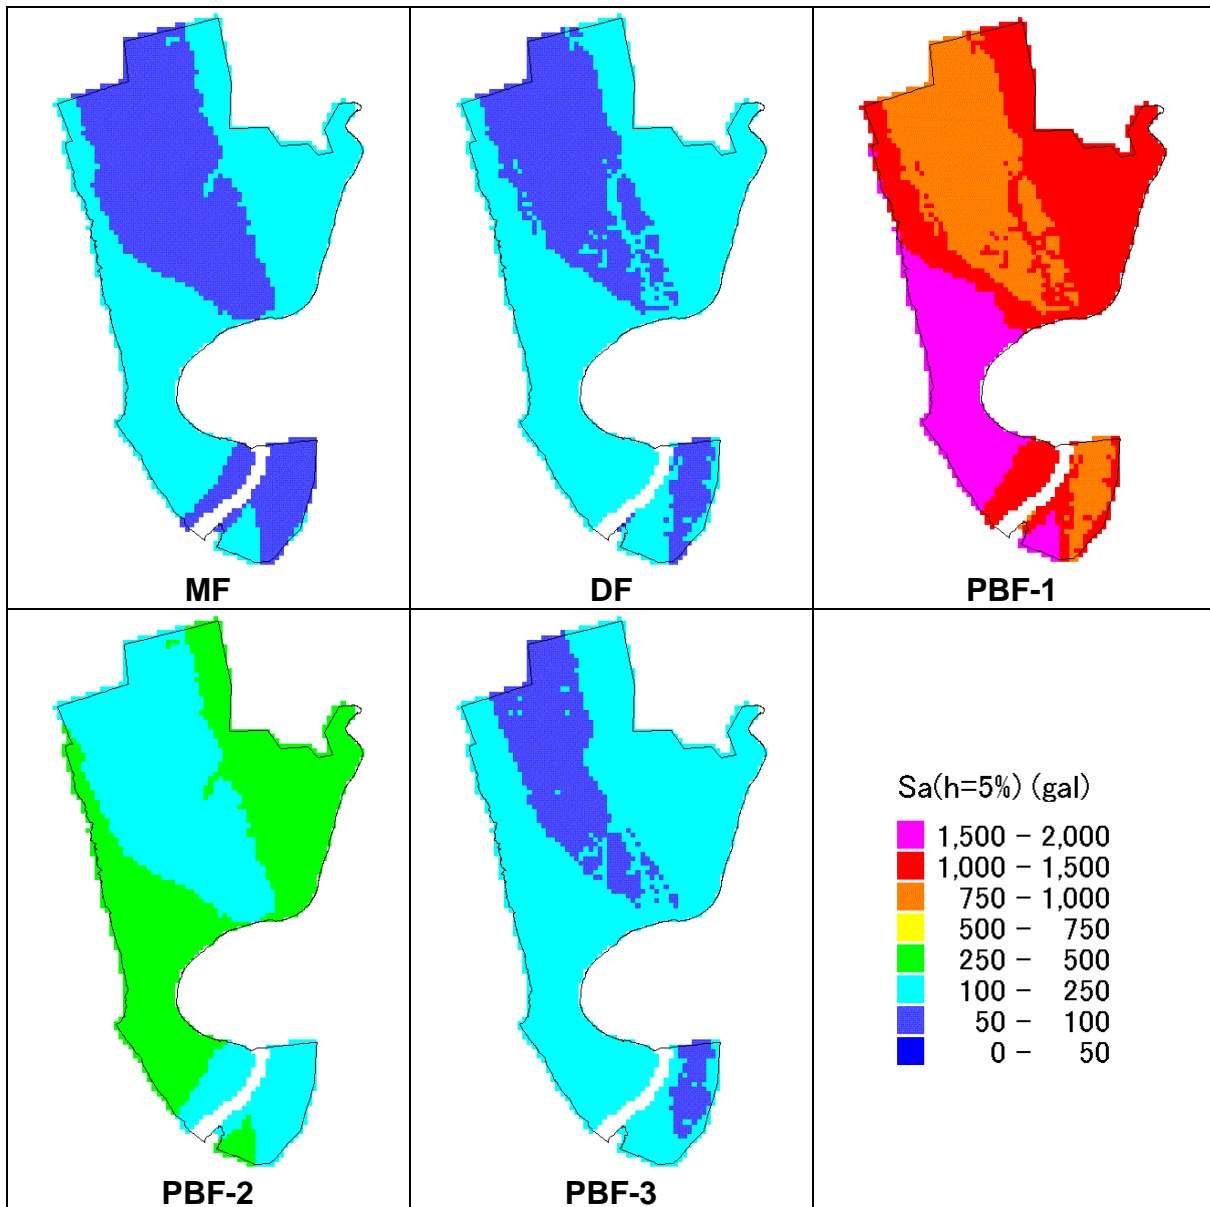 MF
DF
PBF-1
PBF-2
PBF-3
Sa(h=5%) (gal)
1,500 - 2,000
1,000 - 1,500
750 - 1,000
500 - 750
250 - 500
100 - 250
50 - 100
0 - 50